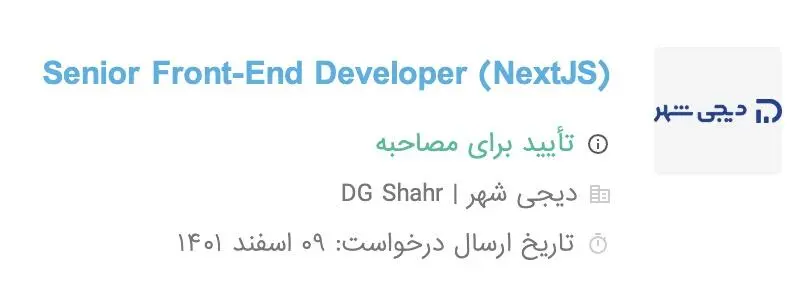 Senior Front-End Developer (NextJS)
دیجی شهر
تأیید برای مصاحبه
دیجی شهر | DG Shahr
تاریخ ارسال درخواست: ۰۹ اسفند ۱۴۰۱